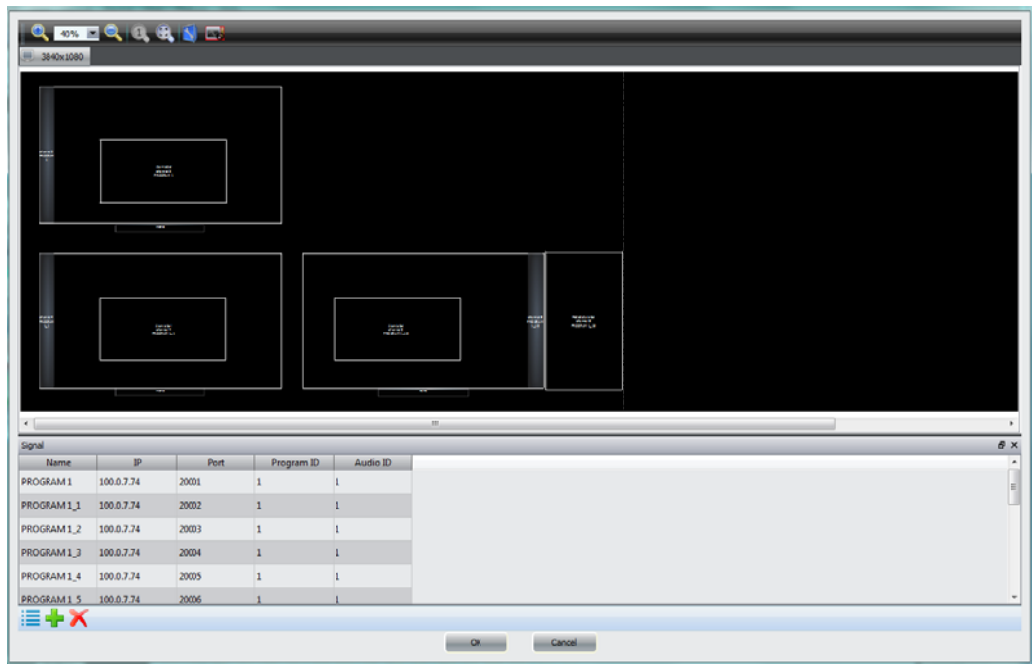 40%
3840x1080
Signal
Name IP Port Program ID Audio ID
PROGRAM 1 100.0.7.74 20001 1 1
PROGRAM 1_1 100.0.7.74 20002 1 1
PROGRAM 1_2 100.0.7.74 20003 1 1
PROGRAM 1_3 100.0.7.74 20004 1 1
PROGRAM 1_4 100.0.7.74 20005 1 1
PROGRAM 1_5 100.0.7.74 20006 1 1
Ok Cancel